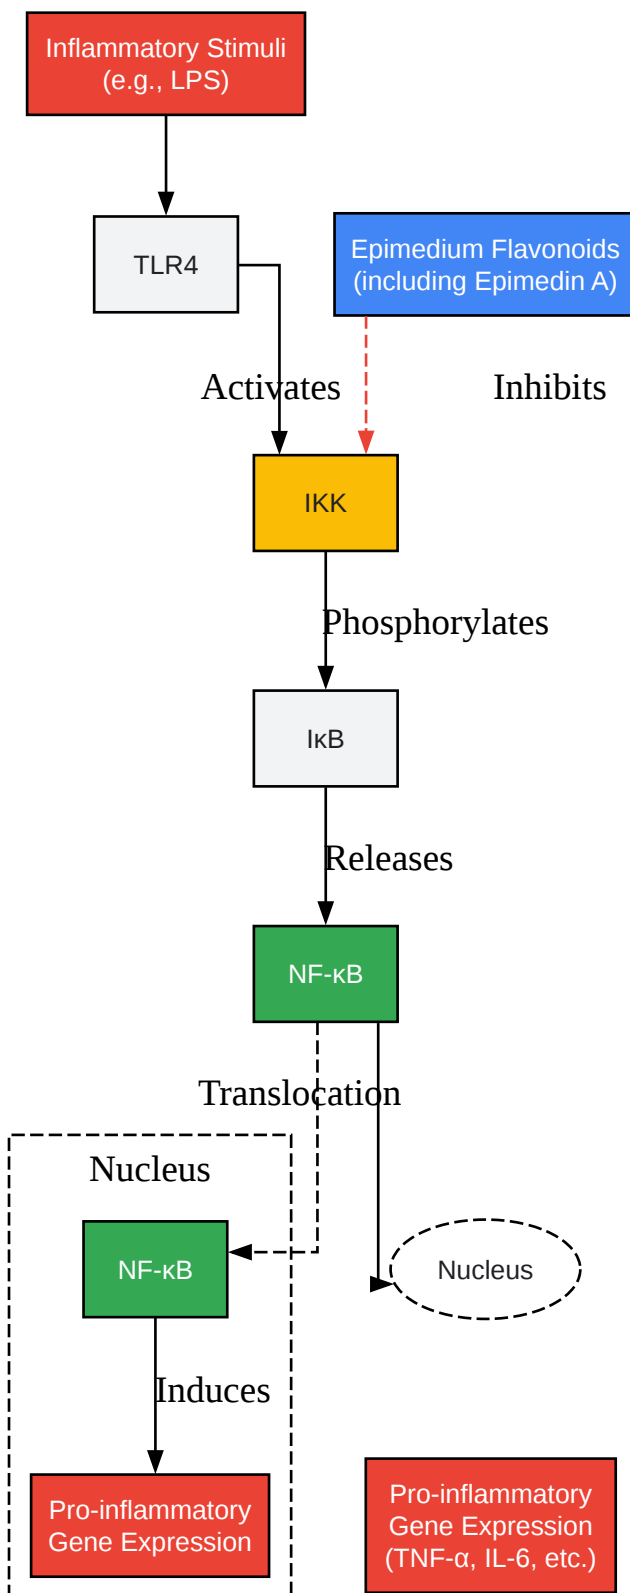 Inflammatory Stimuli
(e.g., LPS)
TLR4
Epimedium Flavonoids
(including Epimedin A)
Activates
Inhibits
IKK
Phosphorylates
IκB
Releases
NF-κB
Translocation
Nucleus
NF-κB
Nucleus
Induces
Pro-inflammatory
Gene Expression
Pro-inflammatory
Gene Expression
(TNF-α, IL-6, etc.)